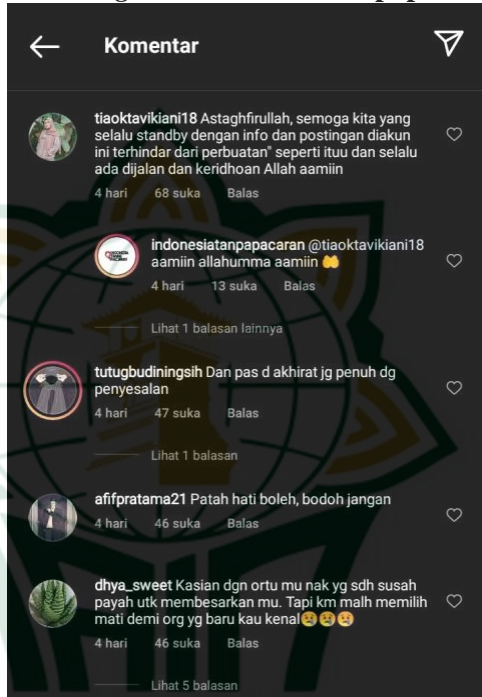 Komentar
tiaoktavikiani18 Astaghfirullah, semoga kita yang
selalu standby dengan info dan postingan diakun
ini terhindar dari perbuatan" seperti ituu dan selalu
ada dijalan dan keridhoan Allah aamiin
4 hari 68 suka Balas
indonesiatanpapacaran @tiaoktavikiani18
aamiin allahumma aamiin 🤲
4 hari 13 suka Balas
Lihat 1 balasan lainnya
tutugbudiningsih Dan pas d akhirat jg penuh dg
penyesalan
4 hari 47 suka Balas
Lihat 1 balasan
afifpratama21 Patah hati boleh, bodoh jangan
4 hari 46 suka Balas
dhya_sweet Kasian dgn ortu mu nak yg sdh susah
payah utk membesarkan mu. Tapi km malh memilih
mati demi org yg baru kau kenal😢😢😢
4 hari 46 suka Balas
Lihat 5 balasan